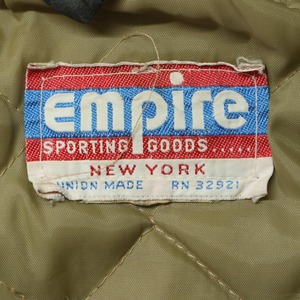 Empire
SPORTING GOODS......
NEW YORK
UNION MADE RN 32921